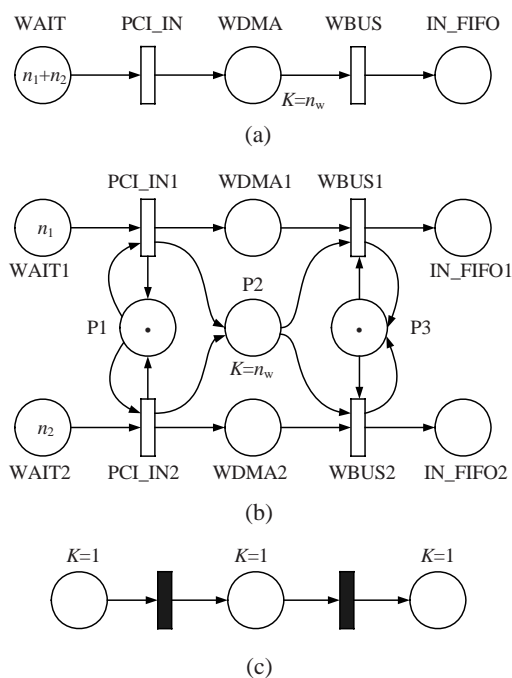 WAIT PCI_IN WDMA WBUS IN_FIFO
n1+n2
K=nw
(a)
PCI_IN1 WDMA1 WBUS1
n1
WAIT1 IN_FIFO1
P2
P1 P3
K=nw
n2
WAIT2 PCI_IN2 WDMA2 WBUS2 IN_FIFO2
(b)
K=1 K=1 K=1
(c)